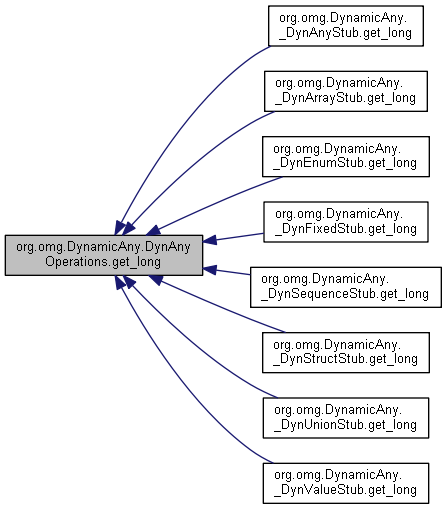 org.omg.DynamicAny.
_DynAnyStub.get_long
org.omg.DynamicAny.
_DynArrayStub.get_long
org.omg.DynamicAny.
_DynEnumStub.get_long
org.omg.DynamicAny.
_DynFixedStub.get_long
org.omg.DynamicAny.DynAny
Operations.get_long
org.omg.DynamicAny.
_DynSequenceStub.get_long
org.omg.DynamicAny.
_DynStructStub.get_long
org.omg.DynamicAny.
_DynUnionStub.get_long
org.omg.DynamicAny.
_DynValueStub.get_long